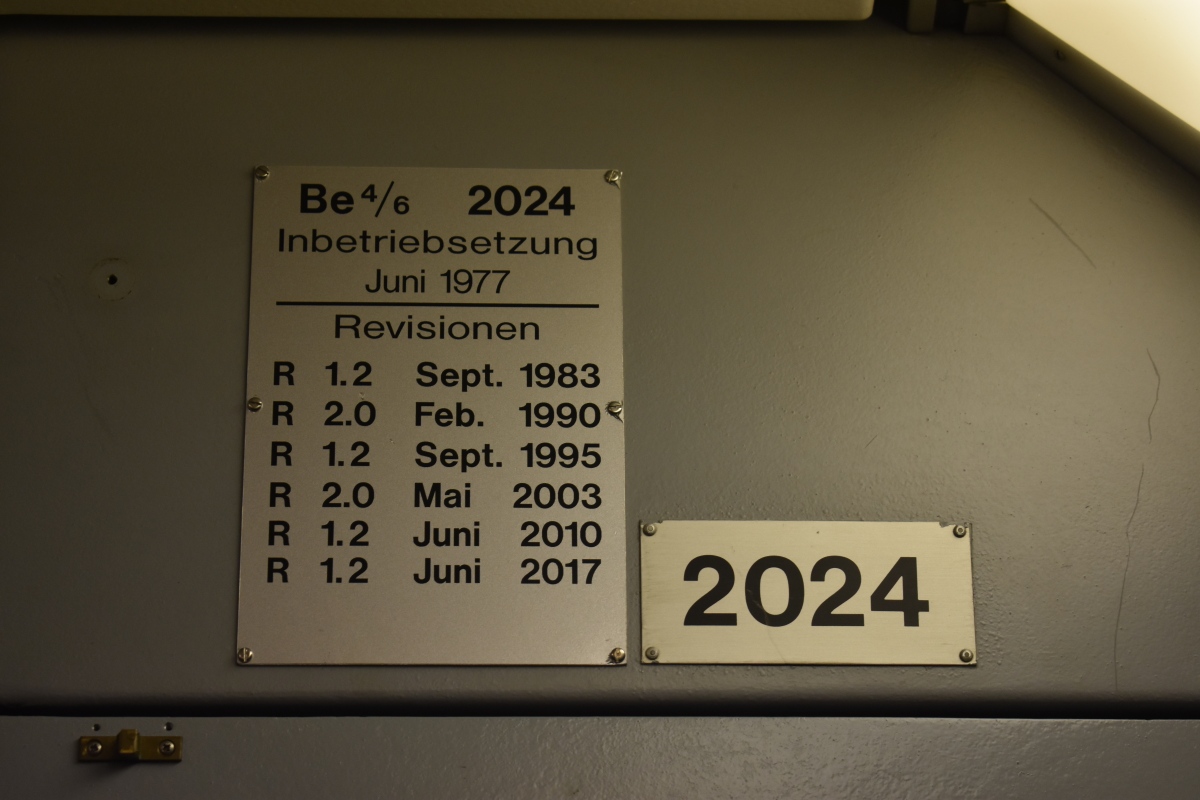 Be 4/6 2024
Inbetriebsetzung
Juni 1977
Revisionen
R 1.2 Sept. 1983
R 2.0 Feb. 1990
R 1.2 Sept. 1995
R 2.0 Mai 2003
R 1.2 Juni 2010
R 1.2 Juni 2017
2024